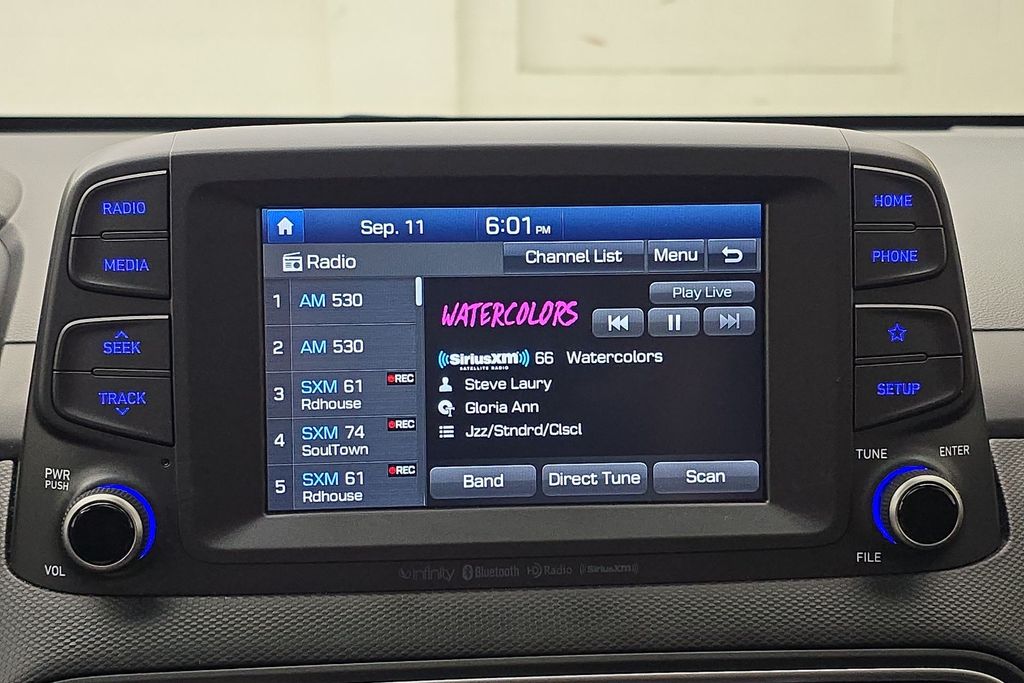 RADIO
MEDIA
SEEK
TRACK
PWR
PUSH
VOL
Sep. 11 6:01 PM
Radio
Channel List Menu
1 AM 530
2 AM 530
3 SXM 61 REC
Rdhouse
4 SXM 74 REC
SoulTown
5 SXM 61 REC
Rdhouse
Play Live
WATERCOLORS
SiriusXM 66 Watercolors
SATELLITE RADIO
Steve Laury
Gloria Ann
Jzz/Stndrd/Clscl
Band Direct Tune Scan
HOME
PHONE
SETUP
TUNE ENTER
FILE
infinity Bluetooth HD Radio SiriusXM